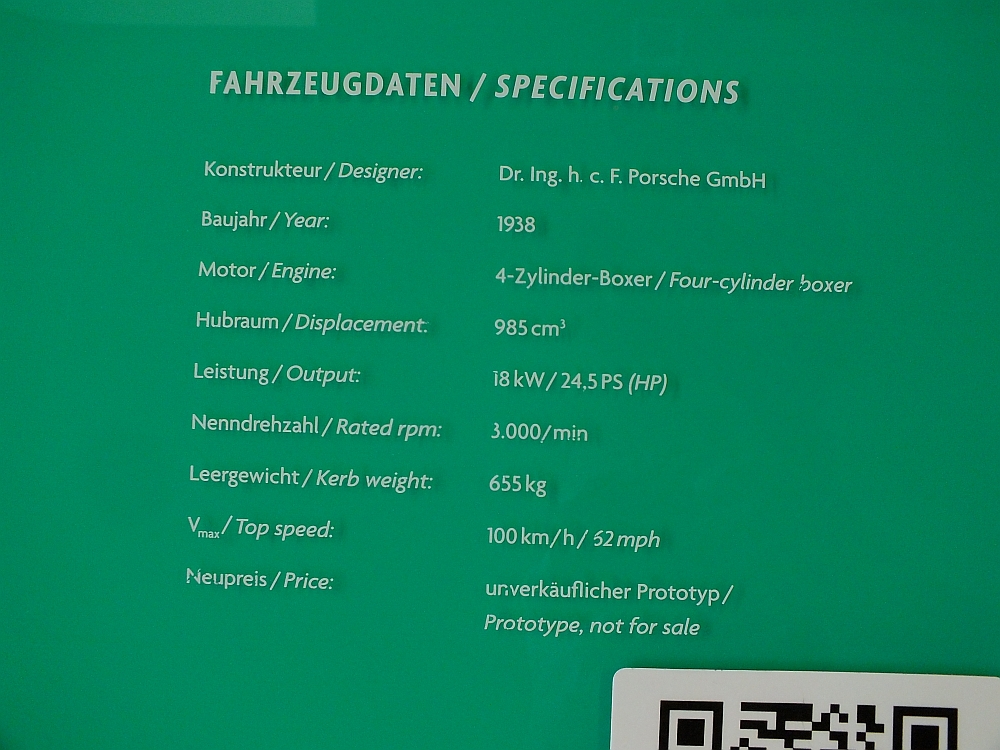 FAHRZEUGDATEN / SPECIFICATIONS
Konstrukteur / Designer: Dr. Ing. h. c. F. Porsche GmbH
Baujahr / Year: 1938
Motor / Engine: 4-Zylinder-Boxer / Four-cylinder boxer
Hubraum / Displacement: 985 cm³
Leistung / Output: 18 kW / 24,5 PS (HP)
Nenndrehzahl / Rated rpm: 3.000/min
Leergewicht / Kerb weight: 655 kg
Vmax / Top speed: 100 km/h / 62 mph
Neupreis / Price: unverkäuflicher Prototyp /
Prototype, not for sale